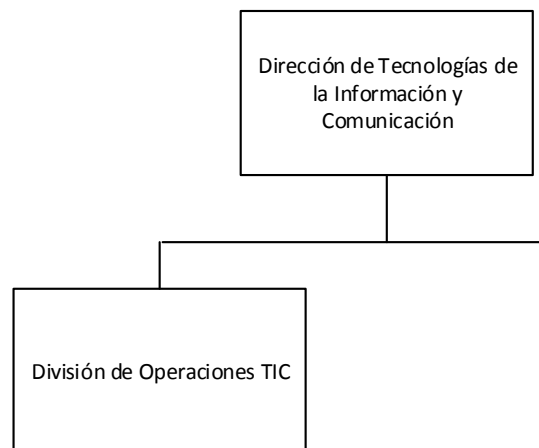 Dirección de Tecnologías de
la Información y
Comunicación
División de Operaciones TIC